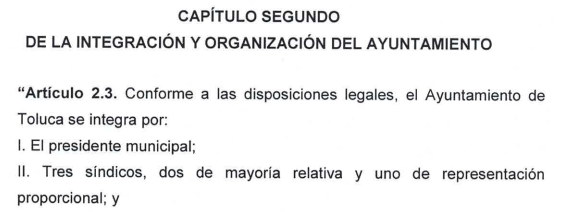 CAPÍTULO SEGUNDO
DE LA INTEGRACIÓN Y ORGANIZACIÓN DEL AYUNTAMIENTO
“Artículo 2.3. Conforme a las disposiciones legales, el Ayuntamiento de
Toluca se integra por:
I. El presidente municipal;
II. Tres síndicos, dos de mayoría relativa y uno de representación
proporcional; y